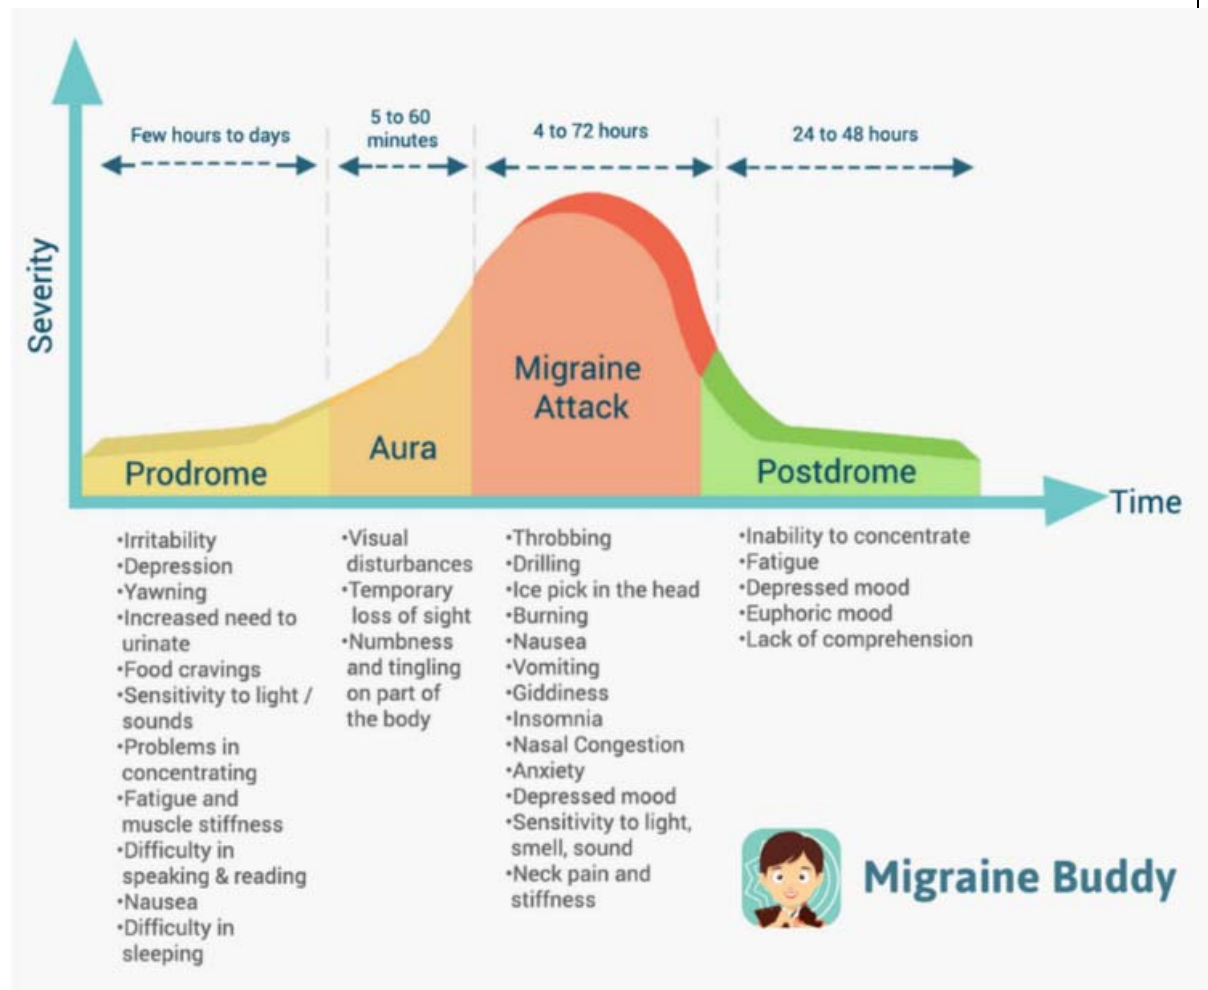 Few hours to days
5 to 60
minutes
4 to 72 hours
24 to 48 hours
Severity
Migraine
Attack
Aura
Prodrome
Postdrome
Time
•Irritability
•Depression
•Yawning
•Increased need to
urinate
•Food cravings
•Sensitivity to light /
sounds
•Problems in
concentrating
•Fatigue and
muscle stiffness
•Difficulty in
speaking & reading
•Nausea
•Difficulty in
sleeping
•Visual
disturbances
•Temporary
loss of sight
•Numbness
and tingling
on part of
the body
•Throbbing
•Drilling
•Ice pick in the head
•Burning
•Nausea
•Vomiting
•Giddiness
•Insomnia
•Nasal Congestion
•Anxiety
•Depressed mood
•Sensitivity to light,
smell, sound
•Neck pain and
stiffness
•Inability to concentrate
•Fatigue
•Depressed mood
•Euphoric mood
•Lack of comprehension
Migraine Buddy